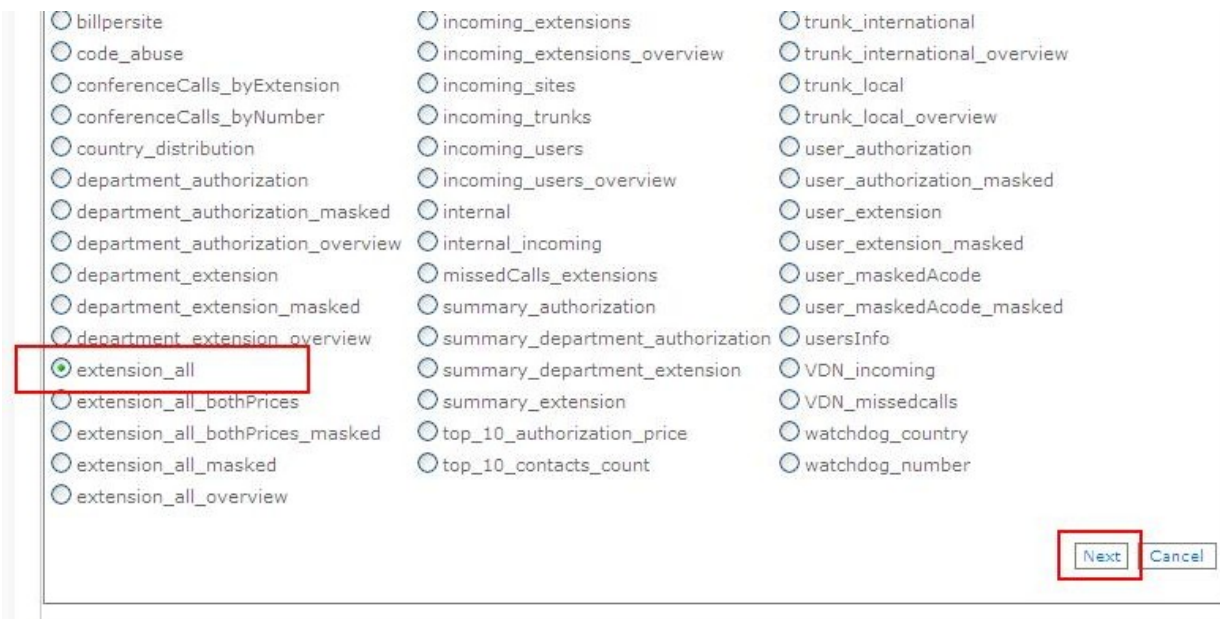 billpersite incoming_extensions trunk_international
code_abuse incoming_extensions_overview trunk_international_overview
conferenceCalls_byExtension incoming_sites trunk_local
conferenceCalls_byNumber incoming_trunks trunk_local_overview
country_distribution incoming_users user_authorization
department_authorization incoming_users_overview user_authorization_masked
department_authorization_masked internal user_extension
department_authorization_overview internal_incoming user_extension_masked
department_extension missedCalls_extensions user_maskedAcode
department_extension_masked summary_authorization user_maskedAcode_masked
department_extension_overview summary_department_authorization usersInfo
extension_all summary_department_extension VDN_incoming
extension_all_bothPrices summary_extension VDN_missedcalls
extension_all_bothPrices_masked top_10_authorization_price watchdog_country
extension_all_masked top_10_contacts_count watchdog_number
extension_all_overview
Next Cancel